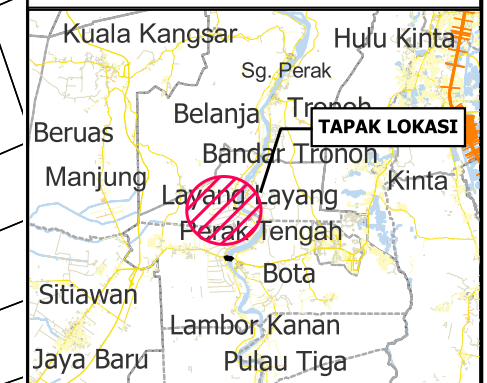 Kuala Kangsar
Hulu Kinta
Sg. Perak
Belanja
Tronoh
TAPAK LOKASI
Beruas
Bandar Tronoh
Manjung
Kinta
Layang Layang
Perak Tengah
Bota
Sitiawan
Lambor Kanan
Jaya Baru
Pulau Tiga